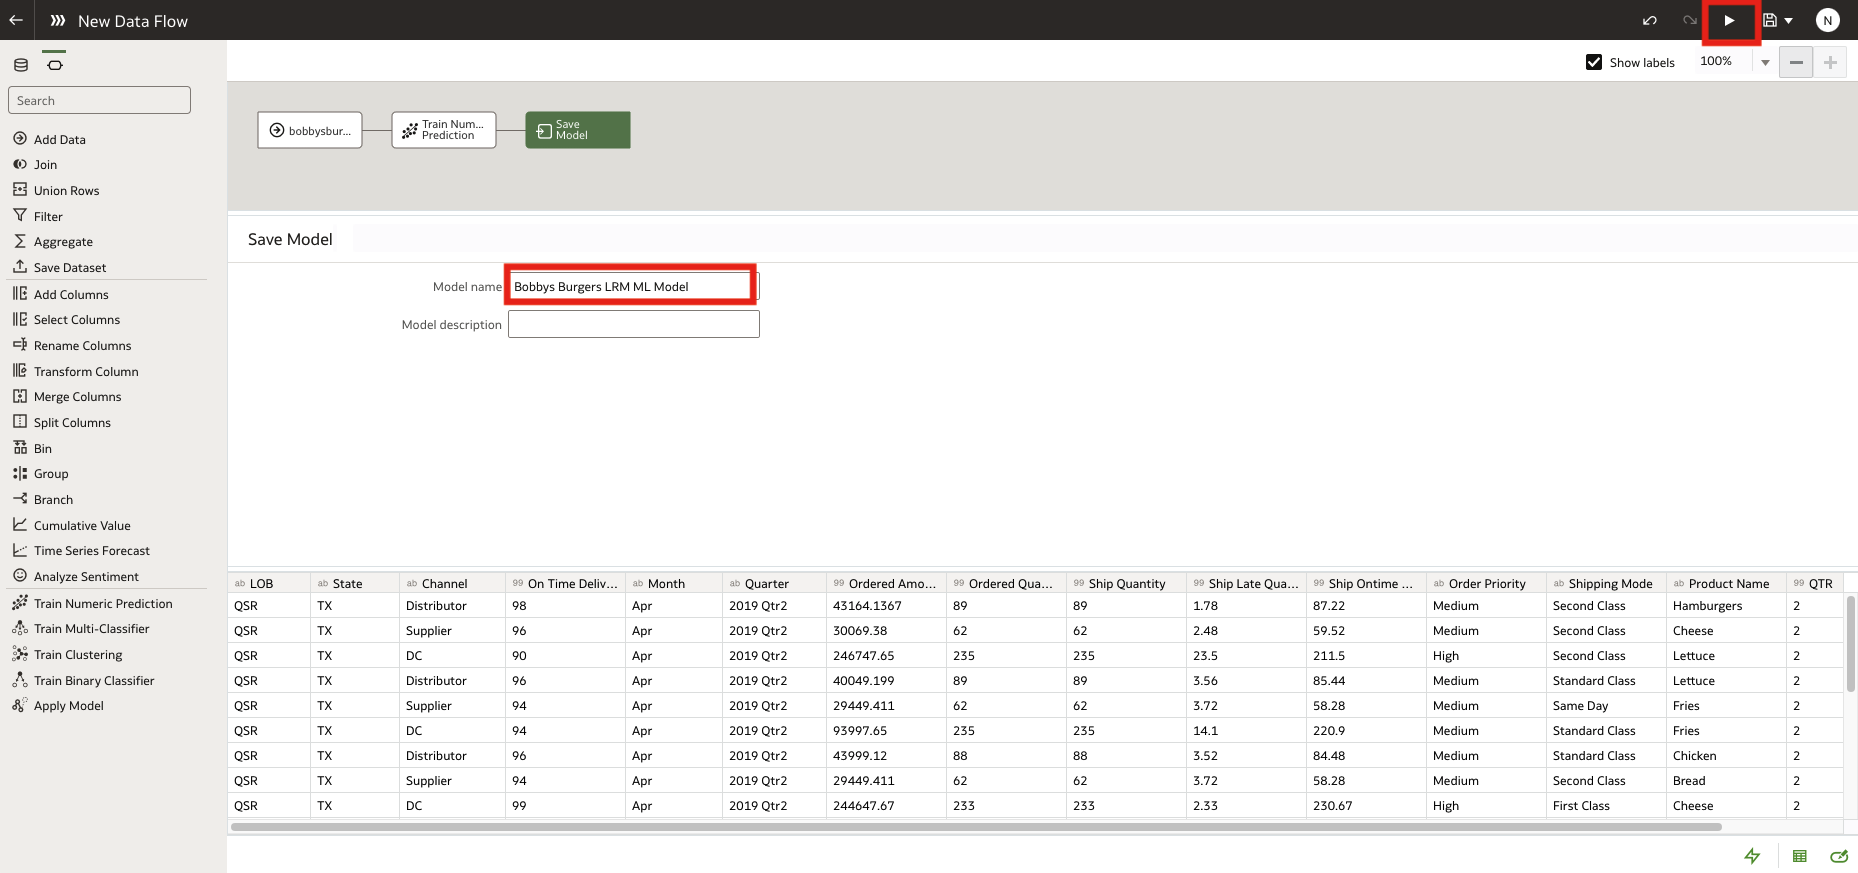 New Data Flow
N
Show labels
100%
Search
Add Data
Join
Union Rows
Filter
Aggregate
Save Dataset
Add Columns
Select Columns
Rename Columns
Transform Column
Merge Columns
Split Columns
Bin
Group
Branch
Cumulative Value
Time Series Forecast
Analyze Sentiment
Train Numeric Prediction
Train Multi-Classifier
Train Clustering
Train Binary Classifier
Apply Model
bobbysbur...
Train Num...
Prediction
Save
Model
Save Model
Model name Bobbys Burgers LRM ML Model
Model description
ab LOB ab State ab Channel 99 On Time Deliv... ab Month ab Quarter 99 Ordered Amo... 99 Ordered Qua... 99 Ship Quantity 99 Ship Late Qua... 99 Ship Ontime ... ab Order Priority ab Shipping Mode ab Product Name 99 QTR
QSR TX Distributor 98 Apr 2019 Qtr2 43164.1367 89 89 1.78 87.22 Medium Second Class Hamburgers 2
QSR TX Supplier 96 Apr 2019 Qtr2 30069.38 62 62 2.48 59.52 Medium Second Class Cheese 2
QSR TX DC 90 Apr 2019 Qtr2 246747.65 235 235 23.5 211.5 High Second Class Lettuce 2
QSR TX Distributor 96 Apr 2019 Qtr2 40049.199 89 89 3.56 85.44 Medium Standard Class Lettuce 2
QSR TX Supplier 94 Apr 2019 Qtr2 29449.411 62 62 3.72 58.28 Medium Same Day Fries 2
QSR TX DC 94 Apr 2019 Qtr2 93997.65 235 235 14.1 220.9 Medium Standard Class Fries 2
QSR TX Distributor 96 Apr 2019 Qtr2 43999.12 88 88 3.52 84.48 Medium Standard Class Chicken 2
QSR TX Supplier 94 Apr 2019 Qtr2 29449.411 62 62 3.72 58.28 Medium Second Class Bread 2
QSR TX DC 99 Apr 2019 Qtr2 244647.67 233 233 2.33 230.67 High First Class Cheese 2